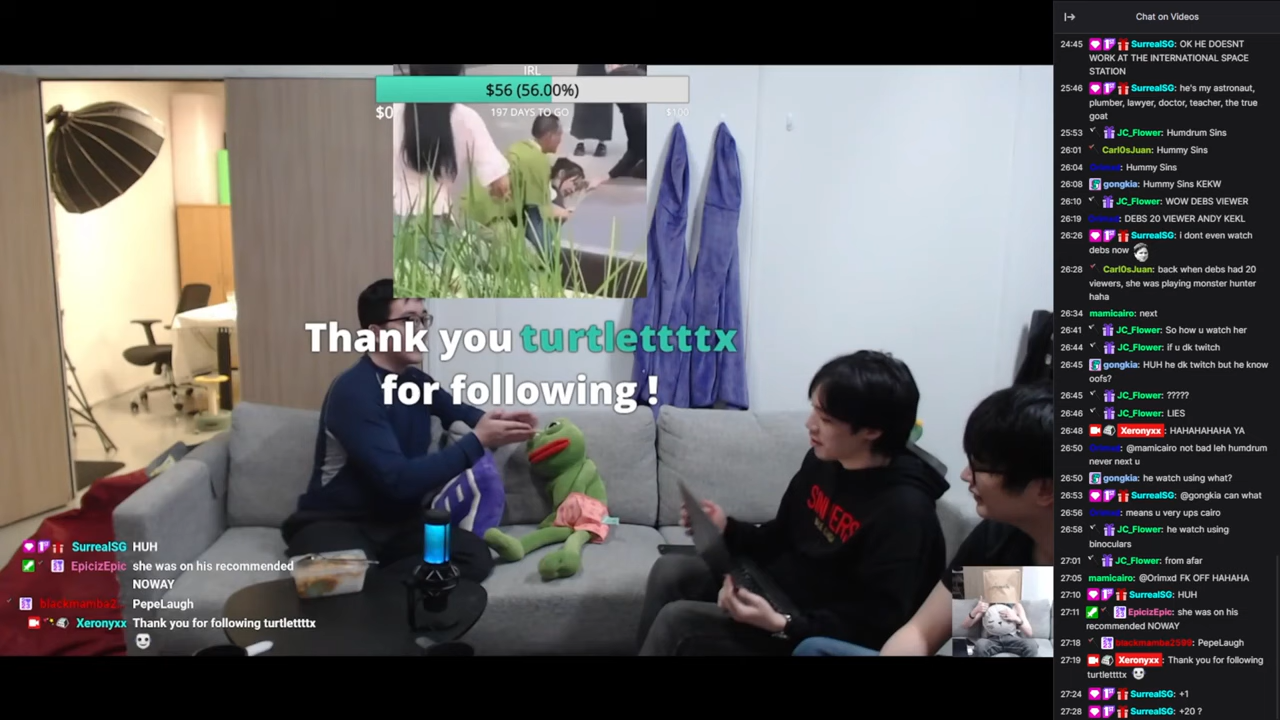 IRL
$56 (56.00%)
$0
197 DAYS TO GO
$100
Thank you turtlettttx
for following !
SINNERS
SurrealSG HUH
EpicizEpic she was on his recommended
NOWAY
PepeLaugh
Xeronyxx Thank you for following turtlettttx
Chat on Videos
24:45 SurrealSG: OK HE DOESNT
WORK AT THE INTERNATIONAL SPACE
STATION
25:46 SurrealSG: he's my astronaut,
plumber, lawyer, doctor, teacher, the true
goat
25:53 JC_Flower: Humdrum Sins
26:01 Carl0sJuan: Hummy Sins
26:04 Hummy Sins
26:08 gongkia: Hummy Sins KEKW
26:10 JC_Flower: WOW DEBS VIEWER
26:19 DEBS 20 VIEWER ANDY KEKL
26:26 SurrealSG: i dont even watch
debs now
26:28 Carl0sJuan: back when debs had 20
viewers, she was playing monster hunter
haha
26:34 mamicairo: next
26:41 JC_Flower: So how u watch her
26:44 JC_Flower: if u dk twitch
26:45 gongkia: HUH he dk twitch but he know
oofs?
26:45 JC_Flower: ?????
26:46 JC_Flower: LIES
26:48 Xeronyxx: HAHAHAHAHA YA
26:50 @mamicairo not bad leh humdrum
never next u
26:50 gongkia: he watch using what?
26:53 SurrealSG: @gongkia can what
26:56 means u very ups cairo
26:58 JC_Flower: he watch using
binoculars
27:01 JC_Flower: from afar
27:05 mamicairo: @Orimxd FK OFF HAHAHA
27:10 SurrealSG: HUH
27:11 EpicizEpic: she was on his
recommended NOWAY
27:18 PepeLaugh
27:19 Xeronyxx: Thank you for following
turtlettttx
27:24 SurrealSG: +1
27:28 SurrealSG: +20 ?